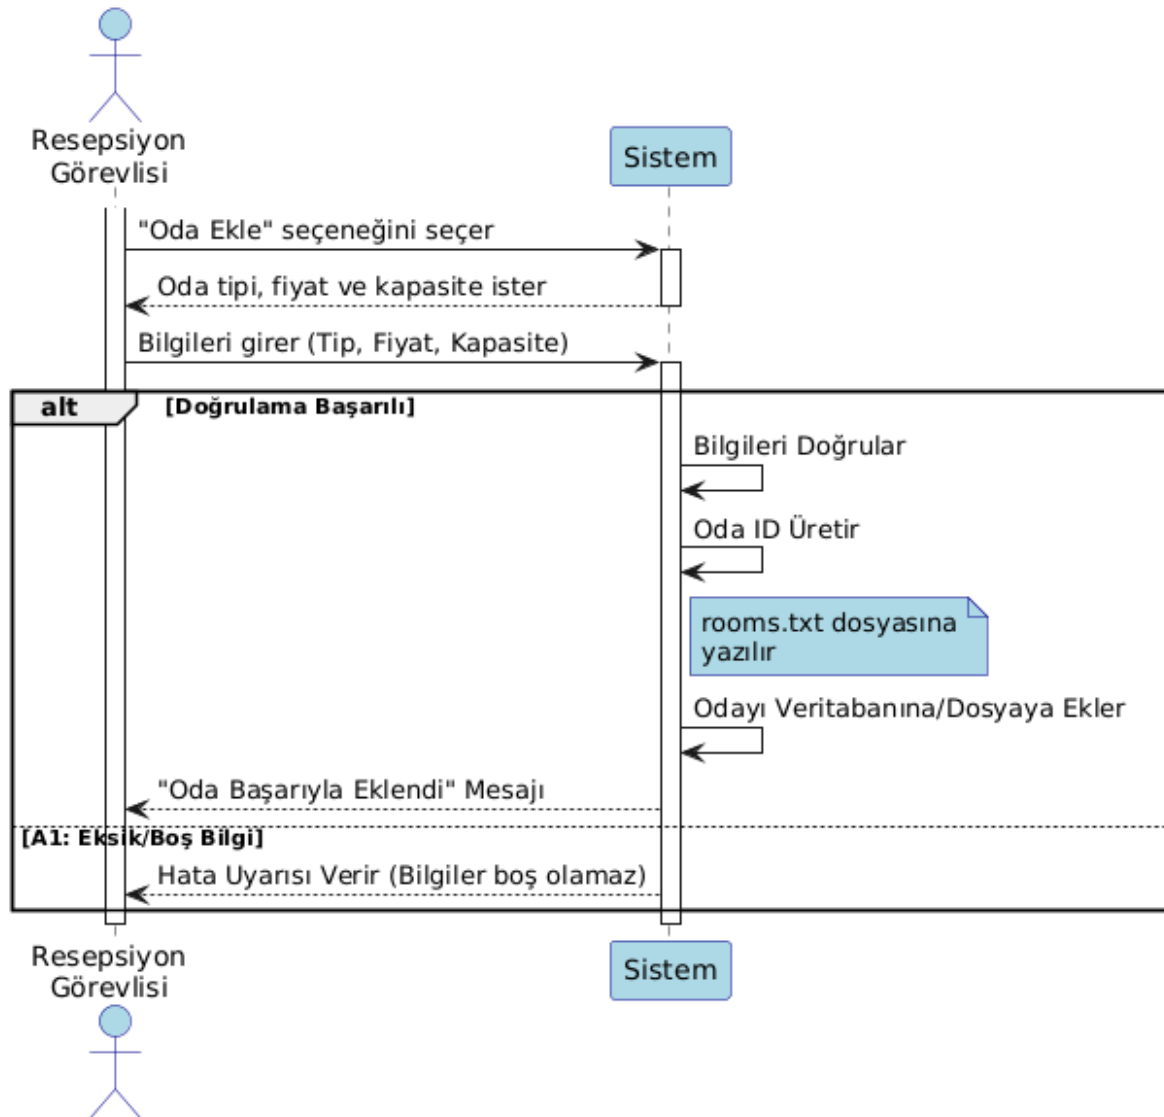 Resepsiyon
Görevlisi
Sistem
"Oda Ekle" seçeneğini seçer
Oda tipi, fiyat ve kapasite ister
Bilgileri girer (Tip, Fiyat, Kapasite)
alt
[Doğrulama Başarılı]
Bilgileri Doğrular
Oda ID Üretir
rooms.txt dosyasına
yazılır
Odayı Veritabanına/Dosyaya Ekler
"Oda Başarıyla Eklendi" Mesajı
[A1: Eksik/Boş Bilgi]
Hata Uyarısı Verir (Bilgiler boş olamaz)
Resepsiyon
Görevlisi
Sistem